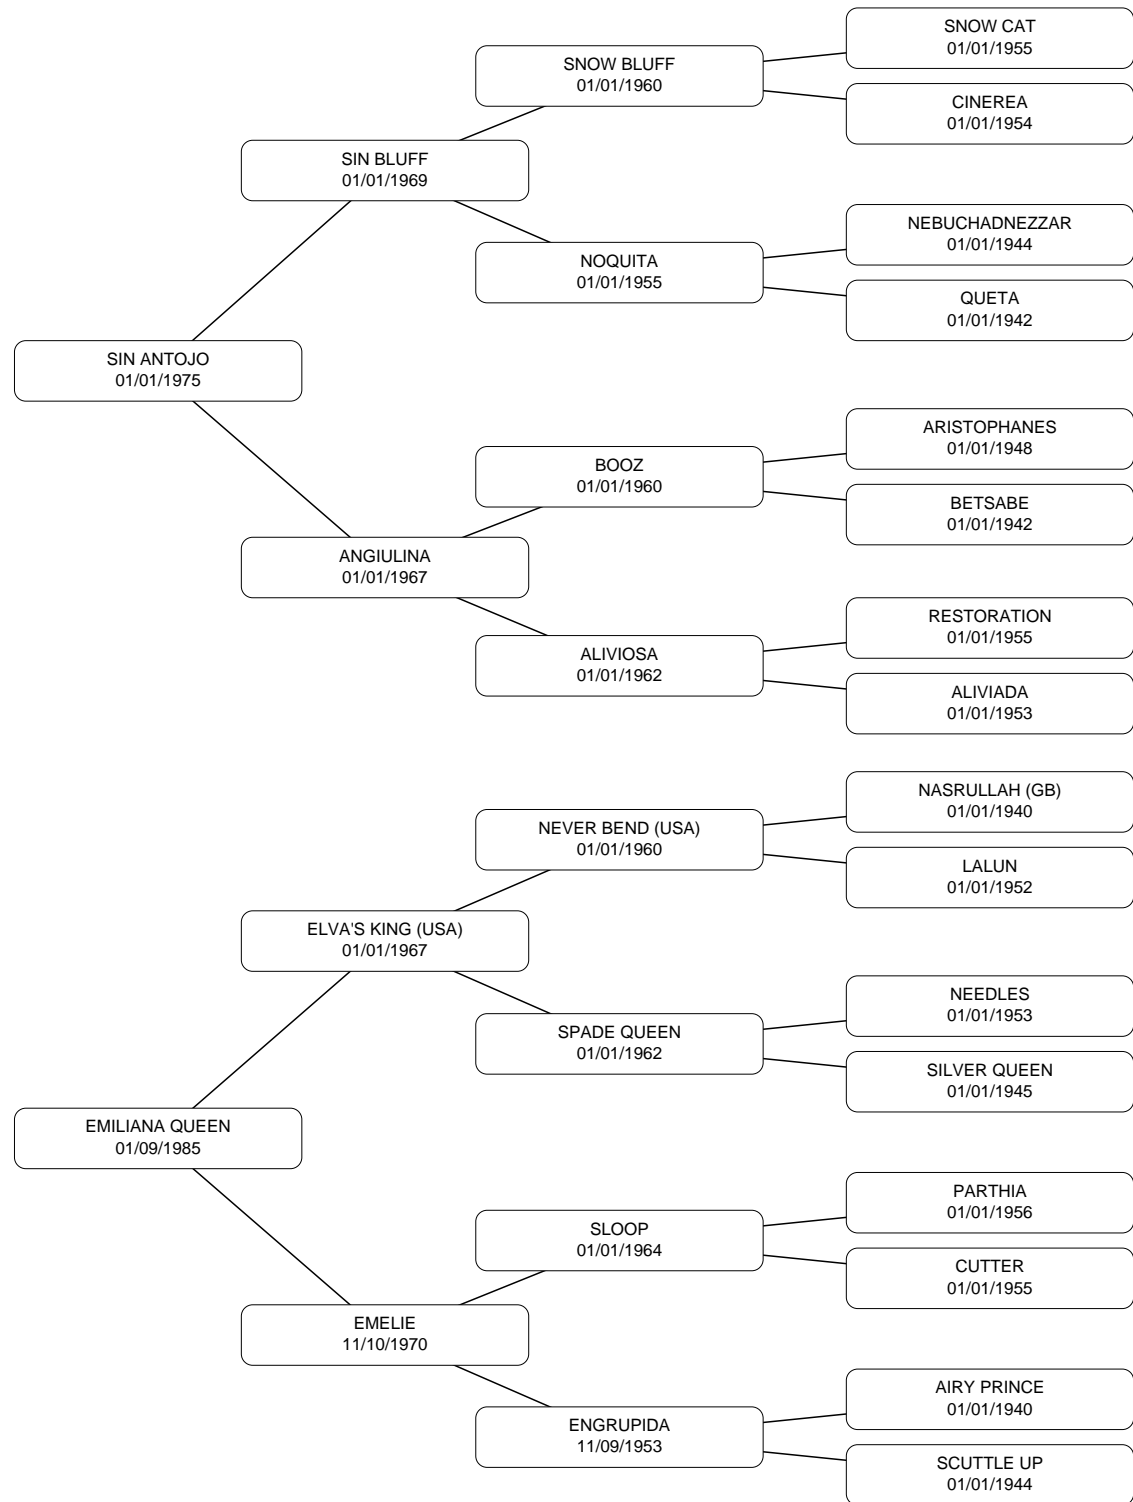 SNOW CAT
01/01/1955
SNOW BLUFF
01/01/1960
CINEREA
01/01/1954
SIN BLUFF
01/01/1969
NEBUCHADNEZZAR
01/01/1944
NOQUITA
01/01/1955
QUETA
01/01/1942
SIN ANTOJO
01/01/1975
ARISTOPHANES
01/01/1948
BOOZ
01/01/1960
BETSABE
01/01/1942
ANGIULINA
01/01/1967
RESTORATION
01/01/1955
ALIVIOSA
01/01/1962
ALIVIADA
01/01/1953
NASRULLAH (GB)
01/01/1940
NEVER BEND (USA)
01/01/1960
LALUN
01/01/1952
ELVA'S KING (USA)
01/01/1967
NEEDLES
01/01/1953
SPADE QUEEN
01/01/1962
SILVER QUEEN
01/01/1945
EMILIANA QUEEN
01/09/1985
PARTHIA
01/01/1956
SLOOP
01/01/1964
CUTTER
01/01/1955
EMELIE
11/10/1970
AIRY PRINCE
01/01/1940
ENGRUPIDA
11/09/1953
SCUTTLE UP
01/01/1944